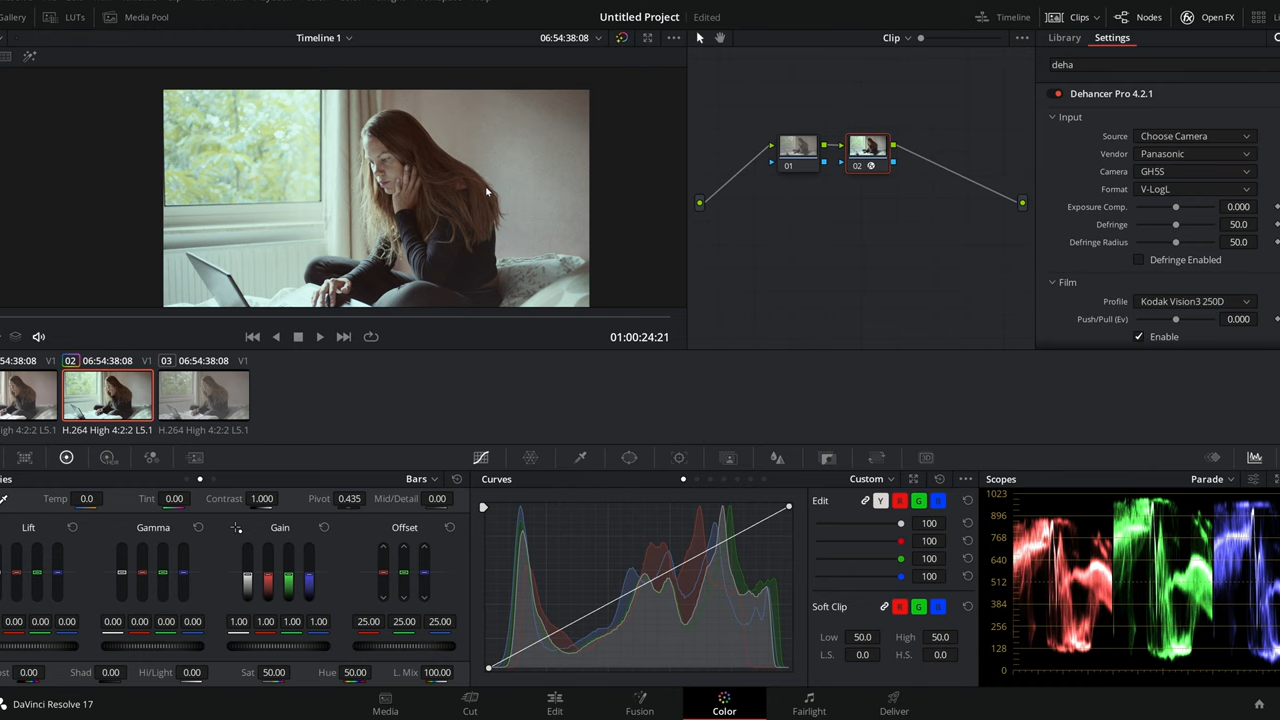 Gallery LUTs Media Pool Untitled Project Edited Timeline Clips Nodes Open FX Li
Timeline 1 06:54:38:08 Clip Library Settings
deha
Dehancer Pro 4.2.1
Input
Source Choose Camera
Vendor Panasonic
Camera GH5S
Format V-LogL
Exposure Comp. 0.000
Defringe 50.0
Defringe Radius 50.0
Defringe Enabled
Film
Profile Kodak Vision3 250D
Push/Pull (Ev) 0.000
Enable
01 02
01:00:24:21
54:38:08 V1 02 06:54:38:08 V1 03 06:54:38:08 V1
igh 4:2:2 L5.1 H.264 High 4:2:2 L5.1 H.264 High 4:2:2 L5.1
ies Bars Curves Custom Scopes Parade
Temp 0.0 Tint 0.00 Contrast 1.000 Pivot 0.435 Mid/Detail 0.00
Lift Gamma Gain Offset
0.00 0.00 0.00 0.00 0.00 0.00 0.00 1.00 1.00 1.00 1.00 25.00 25.00 25.00
ost 0.00 Shad 0.00 Hi/Light 0.00 Sat 50.00 Hue 50.00 L. Mix 100.00
Edit Y R G B
100
100
100
100
Soft Clip R G B
Low 50.0 High 50.0
L.S. 0.0 H.S. 0.0
1023
896
768
640
512
384
256
128
0
DaVinci Resolve 17 Media Cut Edit Fusion Color Fairlight Deliver